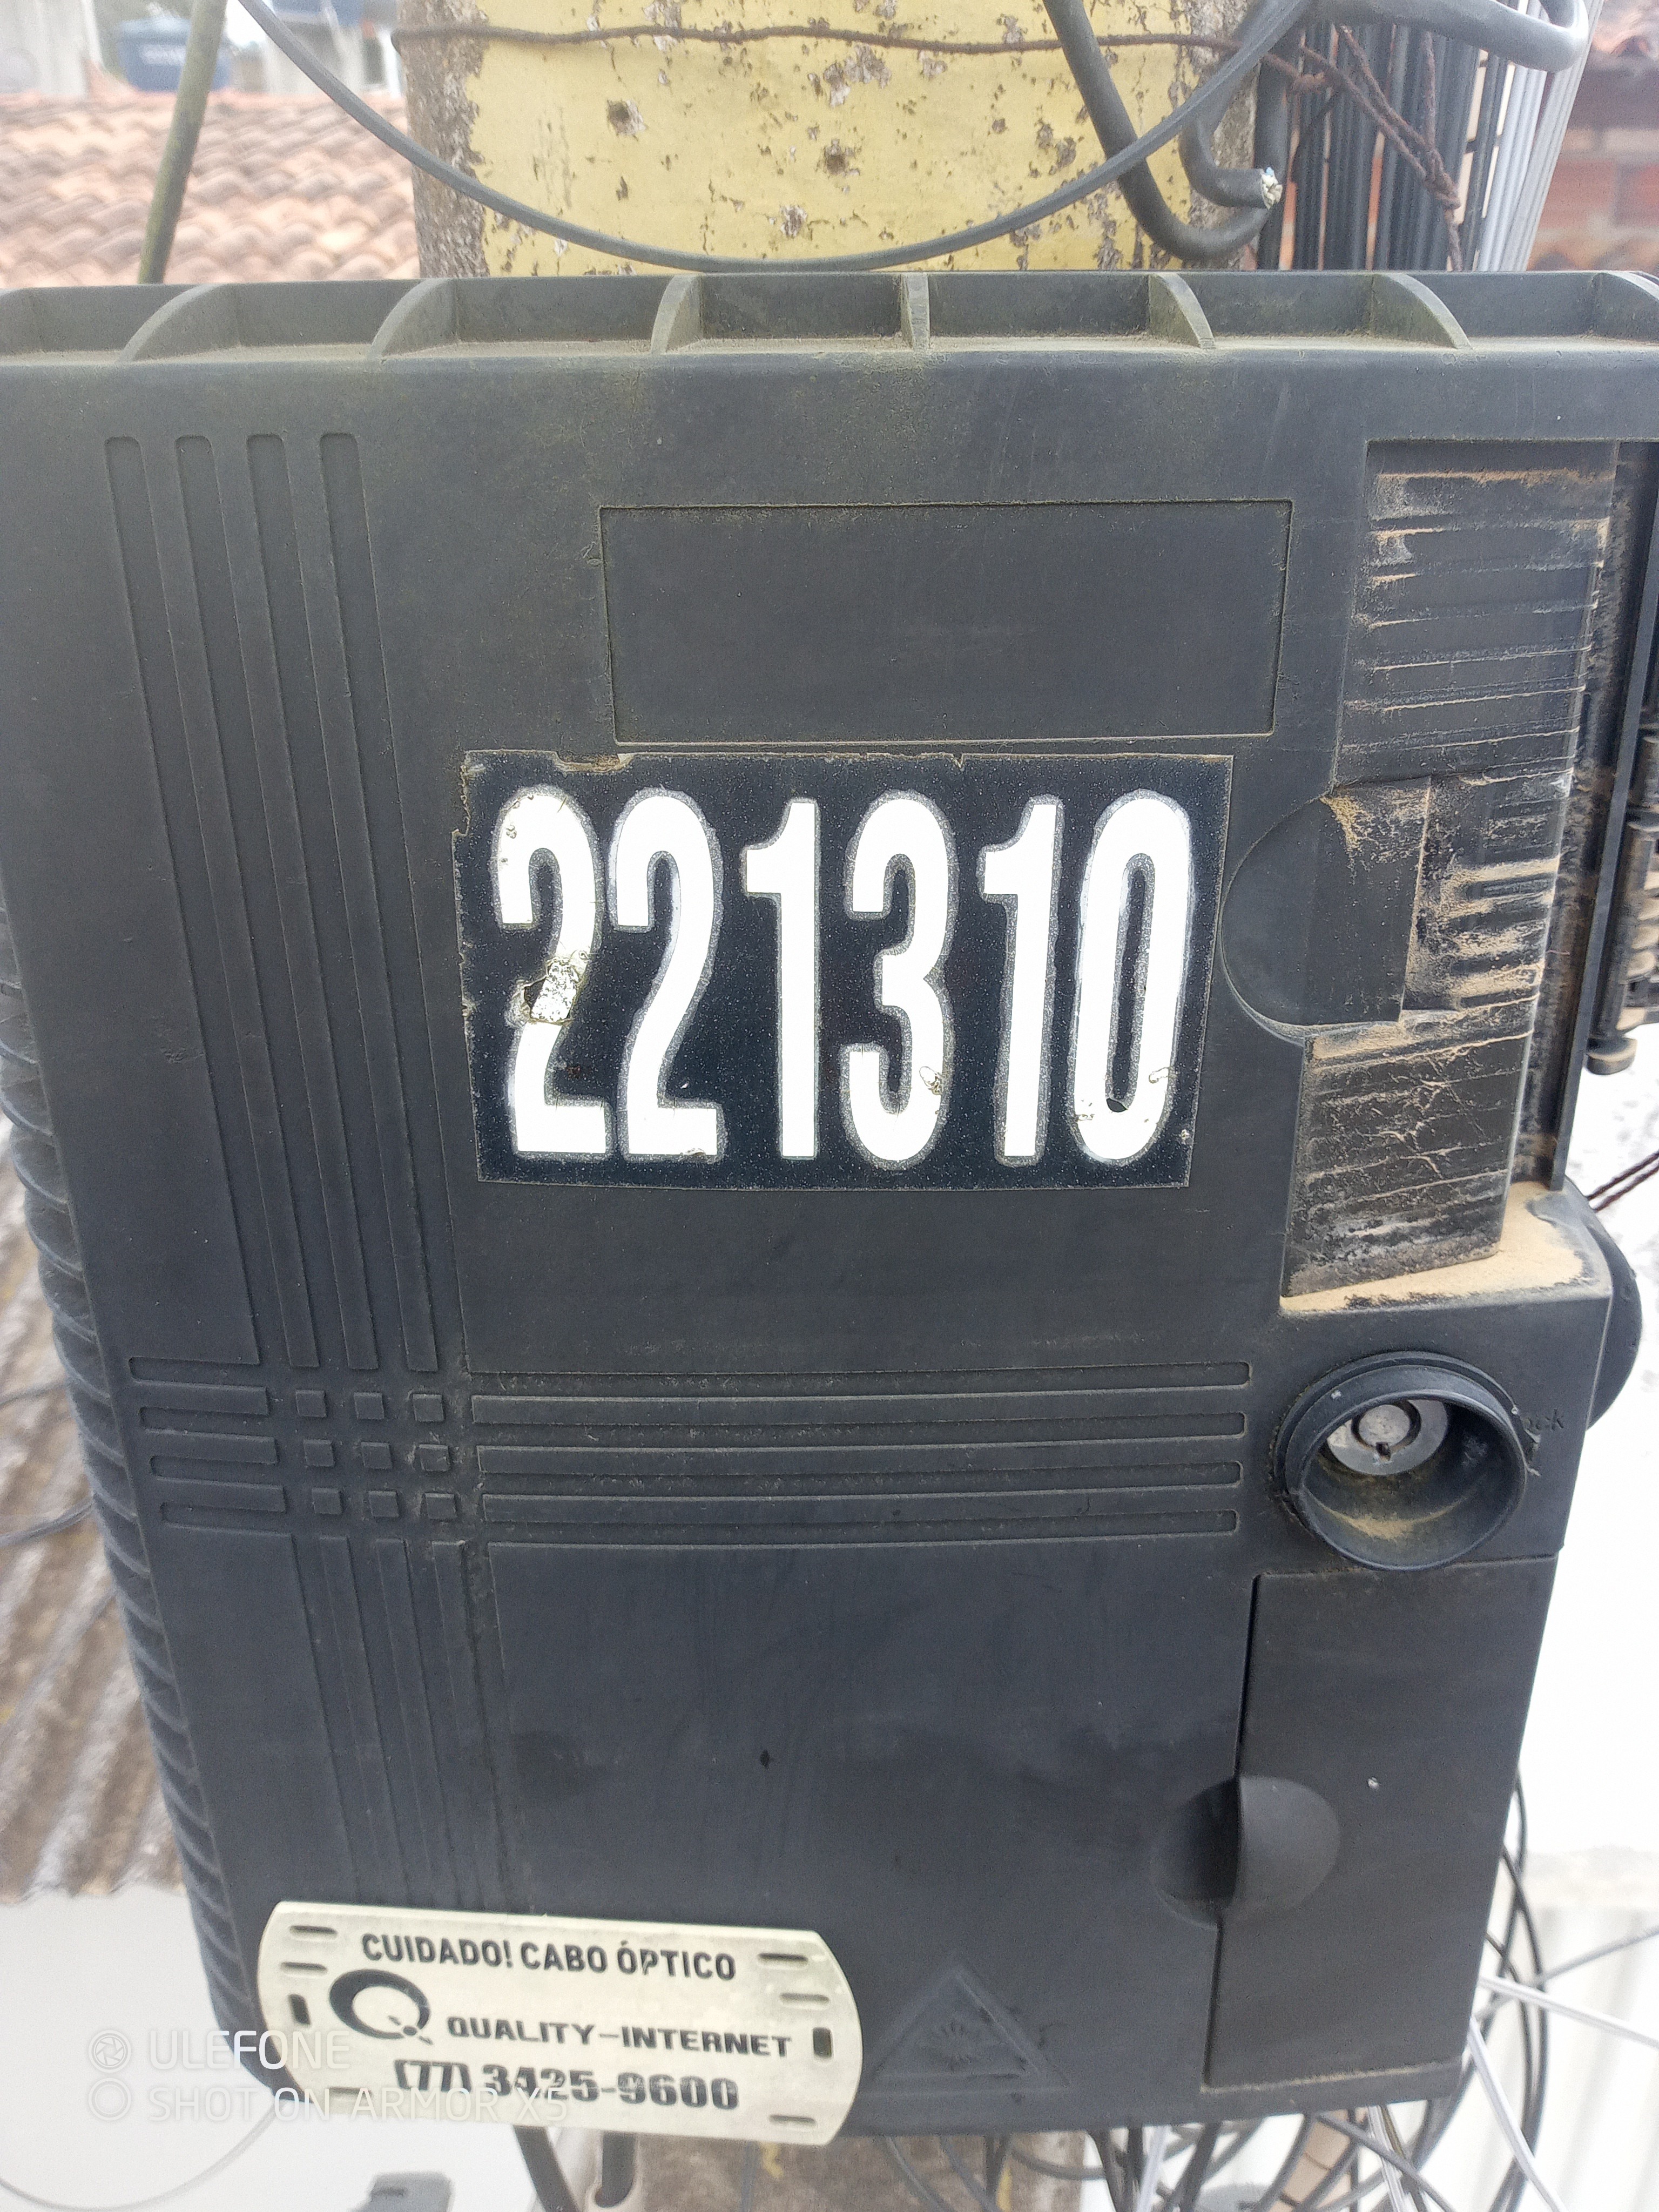 221310
CUIDADO! CABO ÓPTICO
QUALITY-INTERNET
(77) 3425-9600
ULEFONE
SHOT ON ARMOR X5